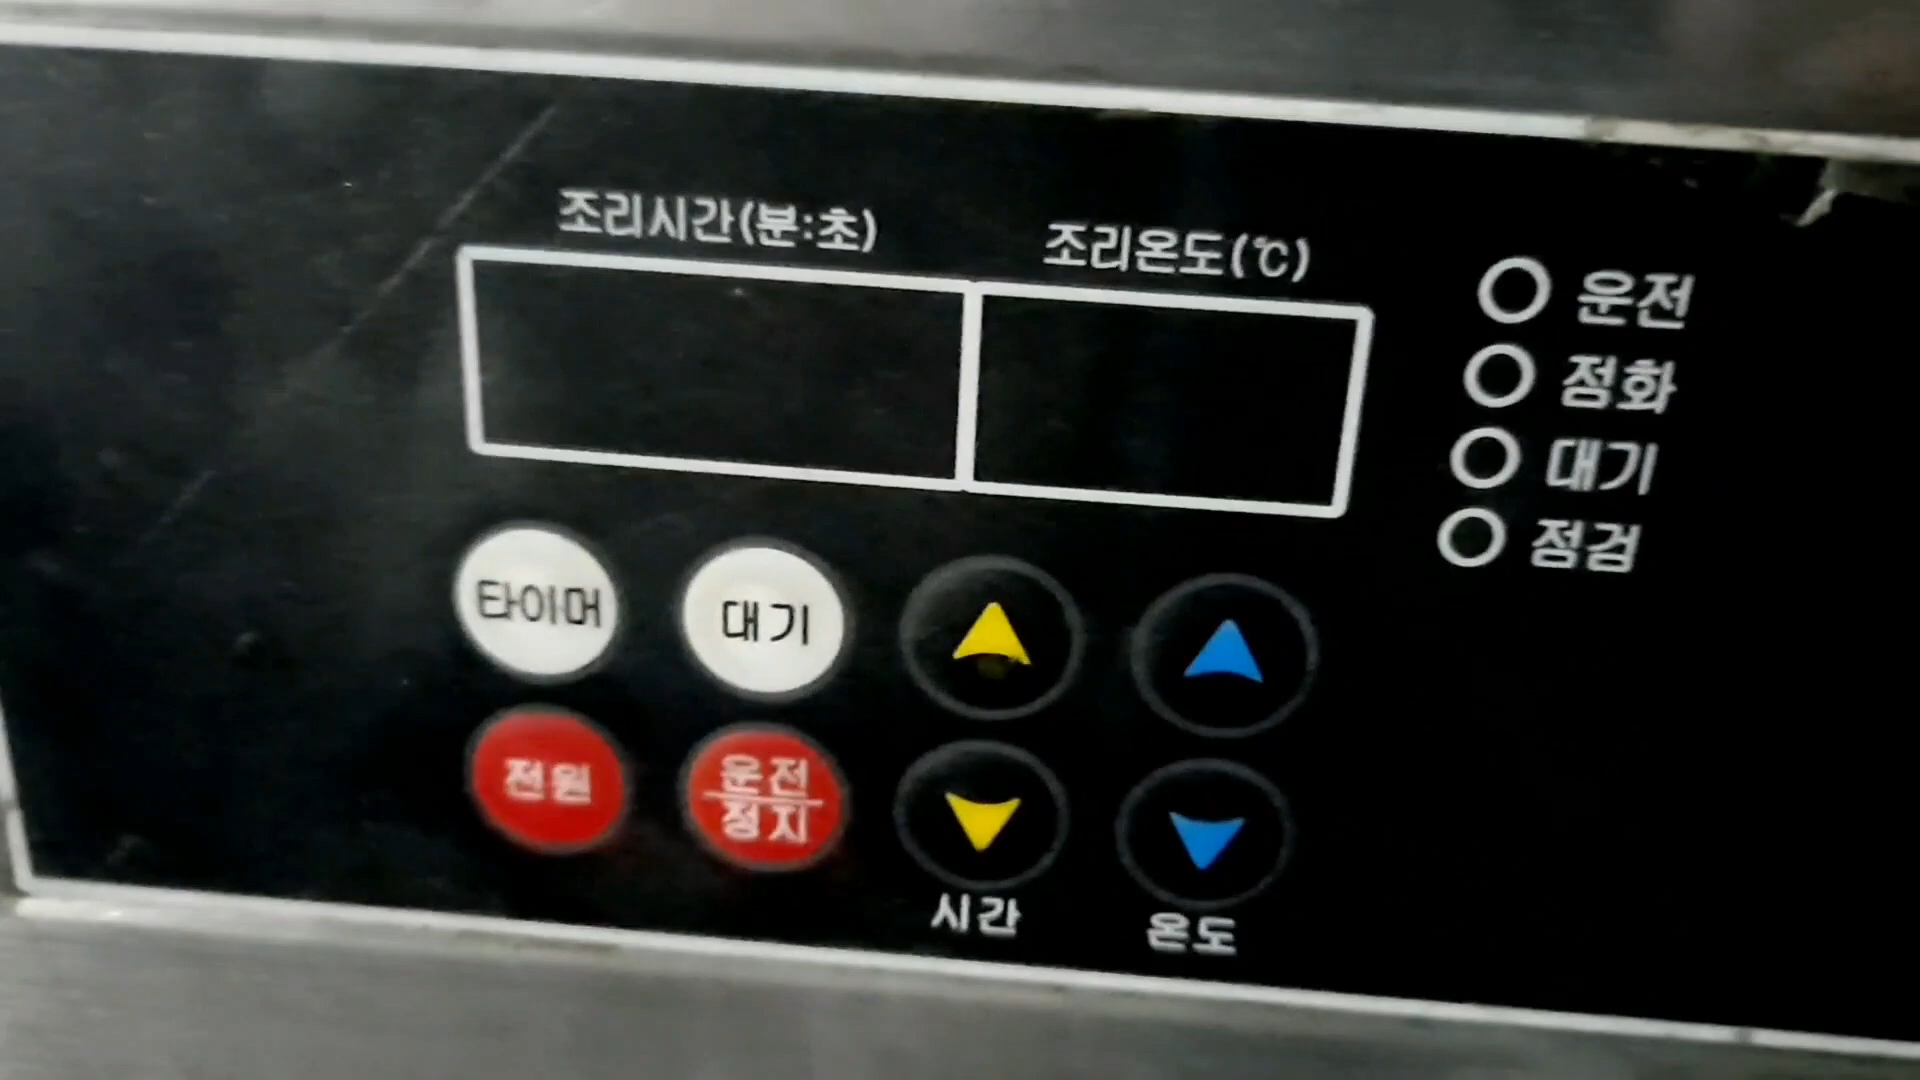 조리시간(분:초)
조리온도(℃)
운전
점화
대기
점검
타이머
대기
전원
운전
정지
시간
온도